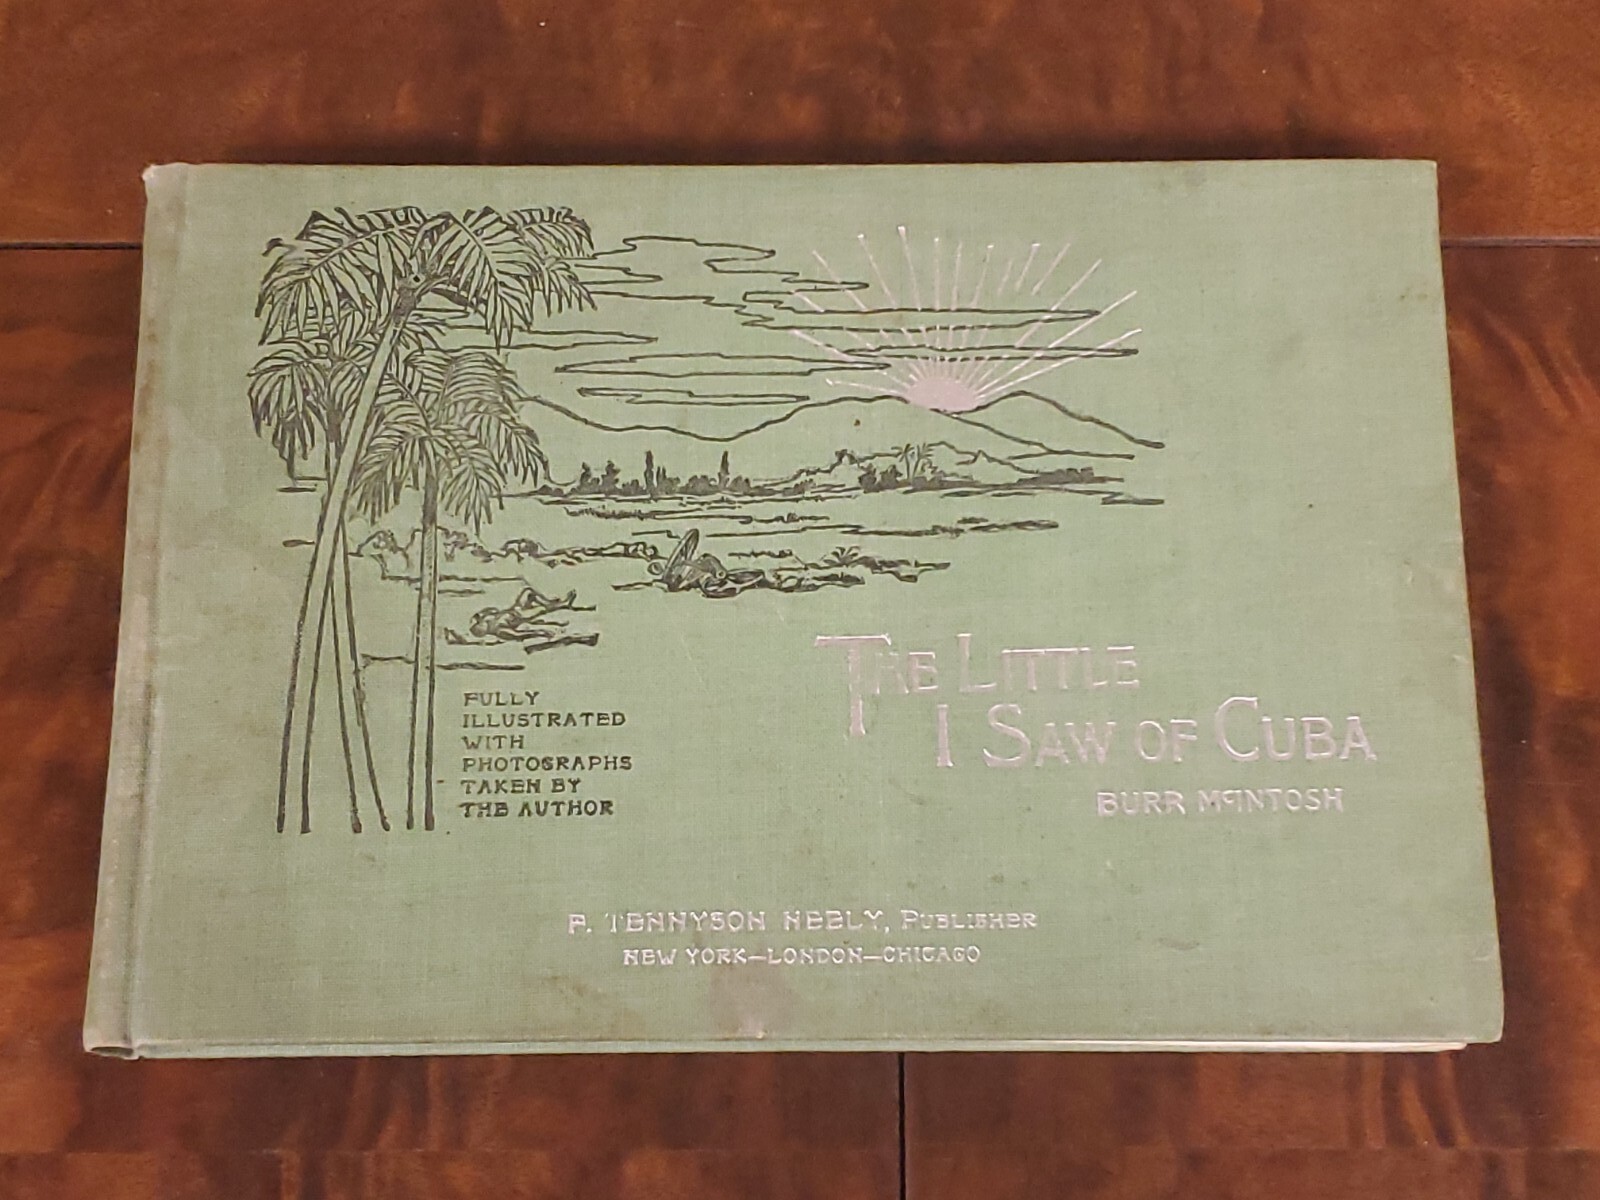 FULLY
ILLUSTRATED
WITH
PHOTOGRAPHS
TAKEN BY
THE AUTHOR
THE LITTLE
I SAW OF CUBA
BURR McINTOSH
F. TENNYSON NEELY, PUBLISHER
NEW YORK—LONDON—CHICAGO